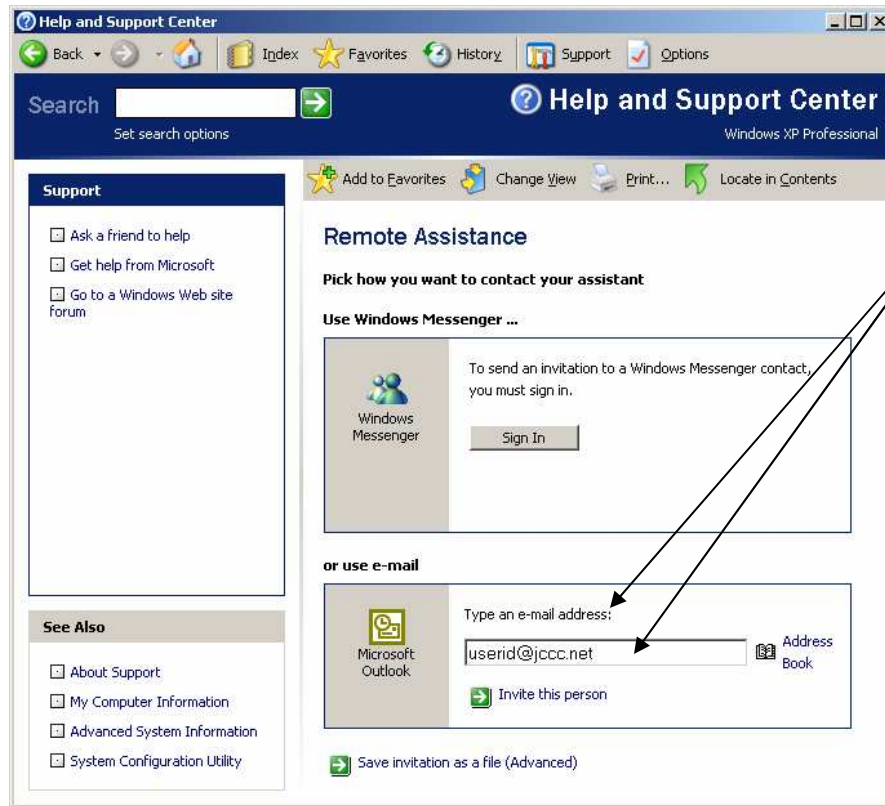 Help and Support Center
Back
Index
Favorites
History
Support
Options
Search
Set search options
Help and Support Center
Windows XP Professional
Support
Ask a friend to help
Get help from Microsoft
Go to a Windows Web site
forum
See Also
About Support
My Computer Information
Advanced System Information
System Configuration Utility
Add to Favorites
Change View
Print...
Locate in Contents
Remote Assistance
Pick how you want to contact your assistant
Use Windows Messenger ...
Windows
Messenger
To send an invitation to a Windows Messenger contact,
you must sign in.
Sign In
or use e-mail
Microsoft
Outlook
Type an e-mail address:
userid@jccc.net
Address
Book
Invite this person
Save invitation as a file (Advanced)